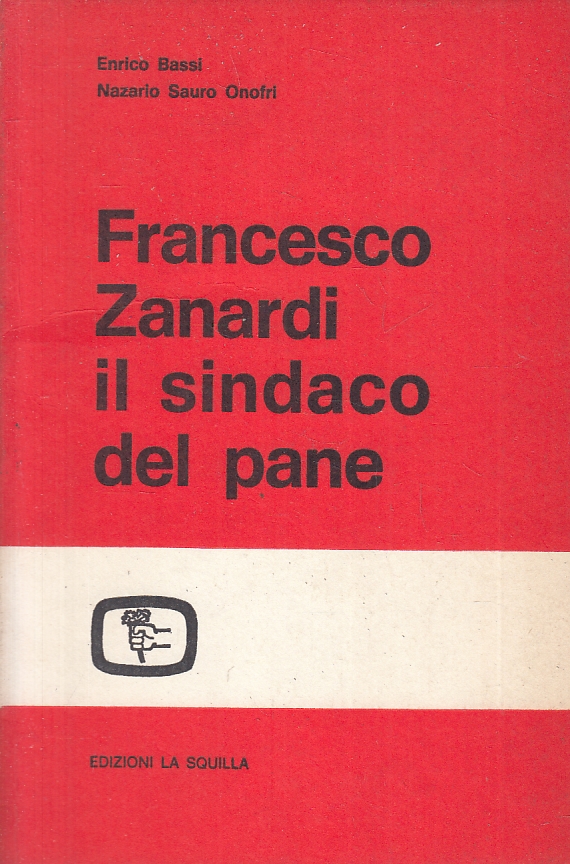 Enrico Bassi
Nazario Sauro Onofri
Francesco
Zanardi
il sindaco
del pane
EDIZIONI LA SQUILLA